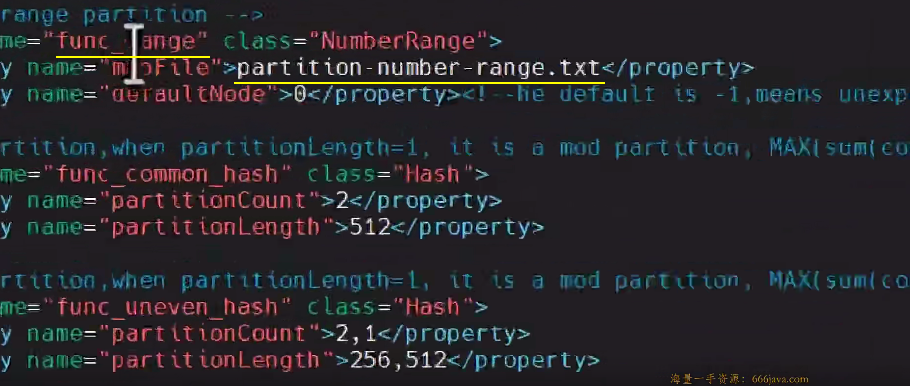 range partition -->
me="func_range" class="NumberRange">
y name="mapFile">partition-number-range.txt</property>
y name="defaultNode">0</property><!--he default is -1,means unexp
rtition,when partitionLength=1, it is a mod partition, MAX(sum(co
me="func_common_hash" class="Hash">
y name="partitionCount">2</property>
y name="partitionLength">512</property>
rtition,when partitionLength=1, it is a mod partition, MAX(sum(co
me="func_uneven_hash" class="Hash">
y name="partitionCount">2,1</property>
y name="partitionLength">256,512</property>
海量一手资源：666java.com